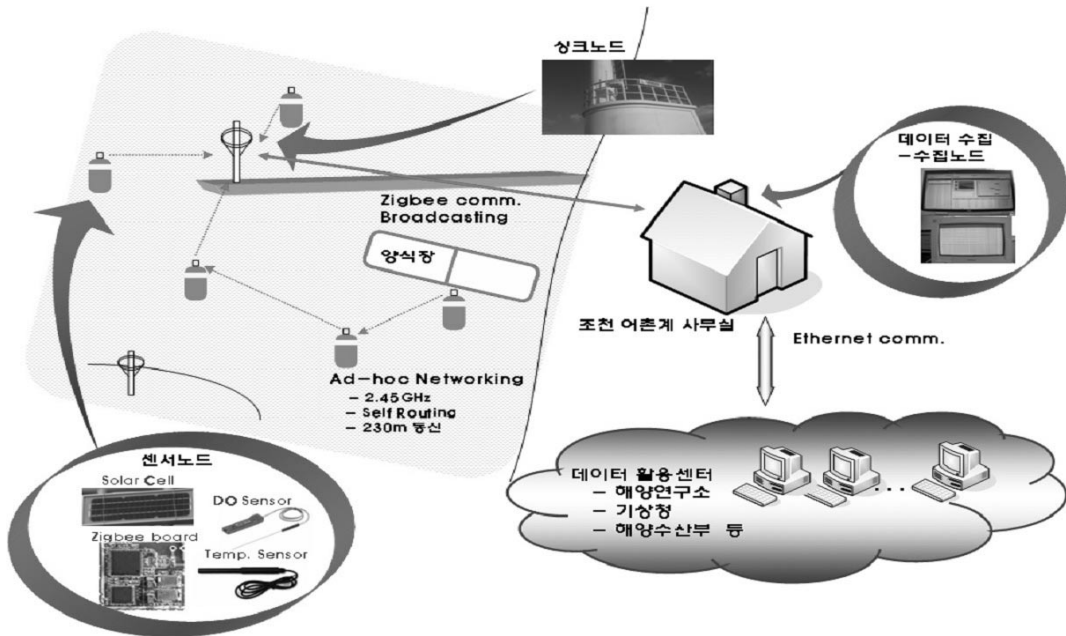 싱크노드
데이터 수집
-수집노드
Zigbee comm.
Broadcasting
양식장
조천 어촌계 사무실
Ethernet comm.
Ad-hoc Networking
- 2.45GHz
- Self Routing
- 230m 통신
센서노드
Solar Cell
DO Sensor
Zigbee board
Temp. Sensor
데이터 활용센터
- 해양연구소
- 기상청
- 해양수산부 등
...